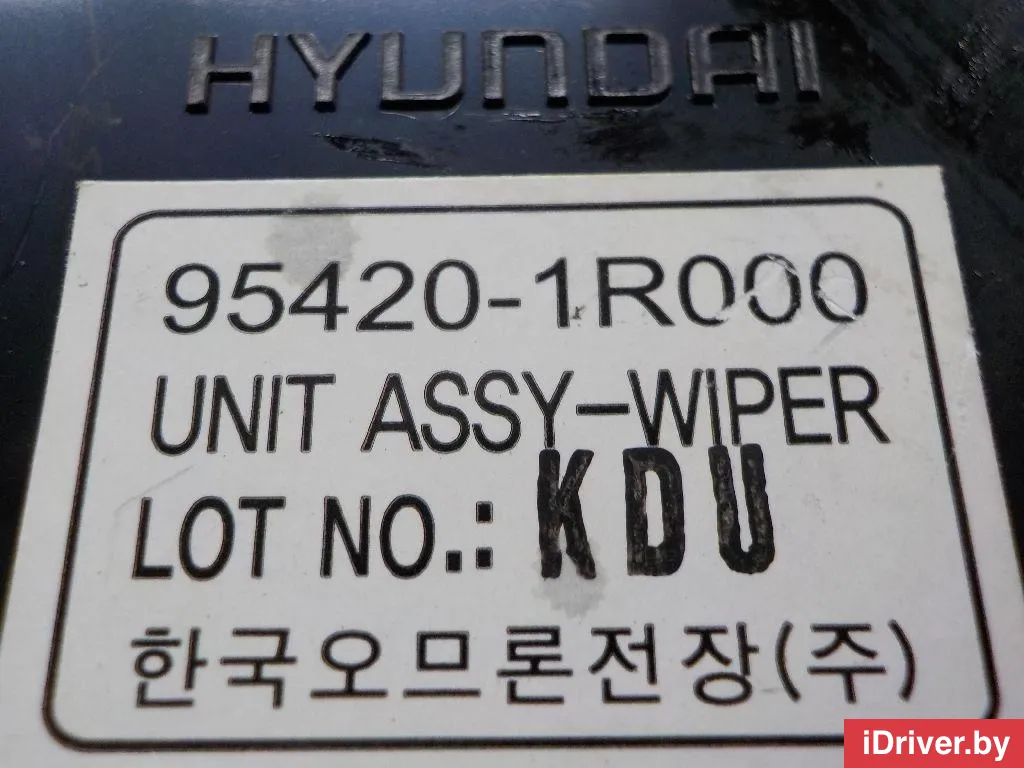 HYUNDAI
95420-1R000
UNIT ASSY-WIPER
LOT NO.: KDU
한국오므론전장(주)
iDriver.by